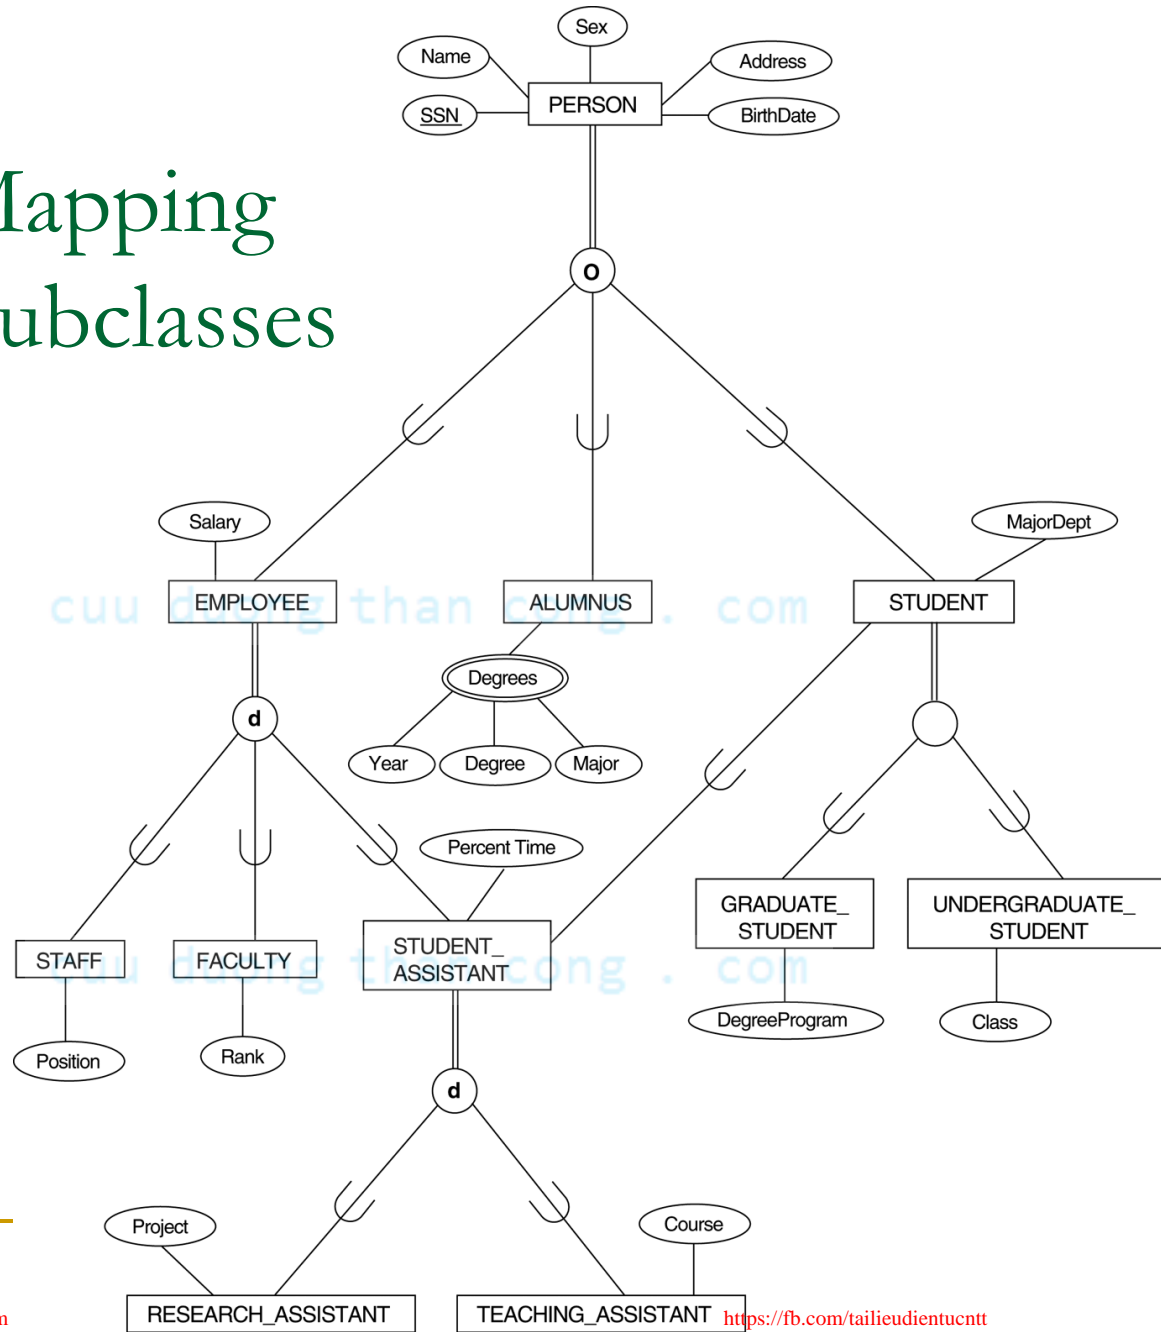 Sex
Name
Address
SSN
PERSON
BirthDate
Mapping
ubclasses
O
Salary
MajorDept
EMPLOYEE
ALUMNUS
STUDENT
cuu duong than cong . com
Degrees
d
Year
Degree
Major
Percent Time
GRADUATE_
STUDENT
UNDERGRADUATE_
STUDENT
STAFF
FACULTY
STUDENT_
ASSISTANT
cuu duong than cong . com
DegreeProgram
Class
Position
Rank
d
Project
Course
RESEARCH_ASSISTANT
TEACHING_ASSISTANT
https://fb.com/tailieudientucntt